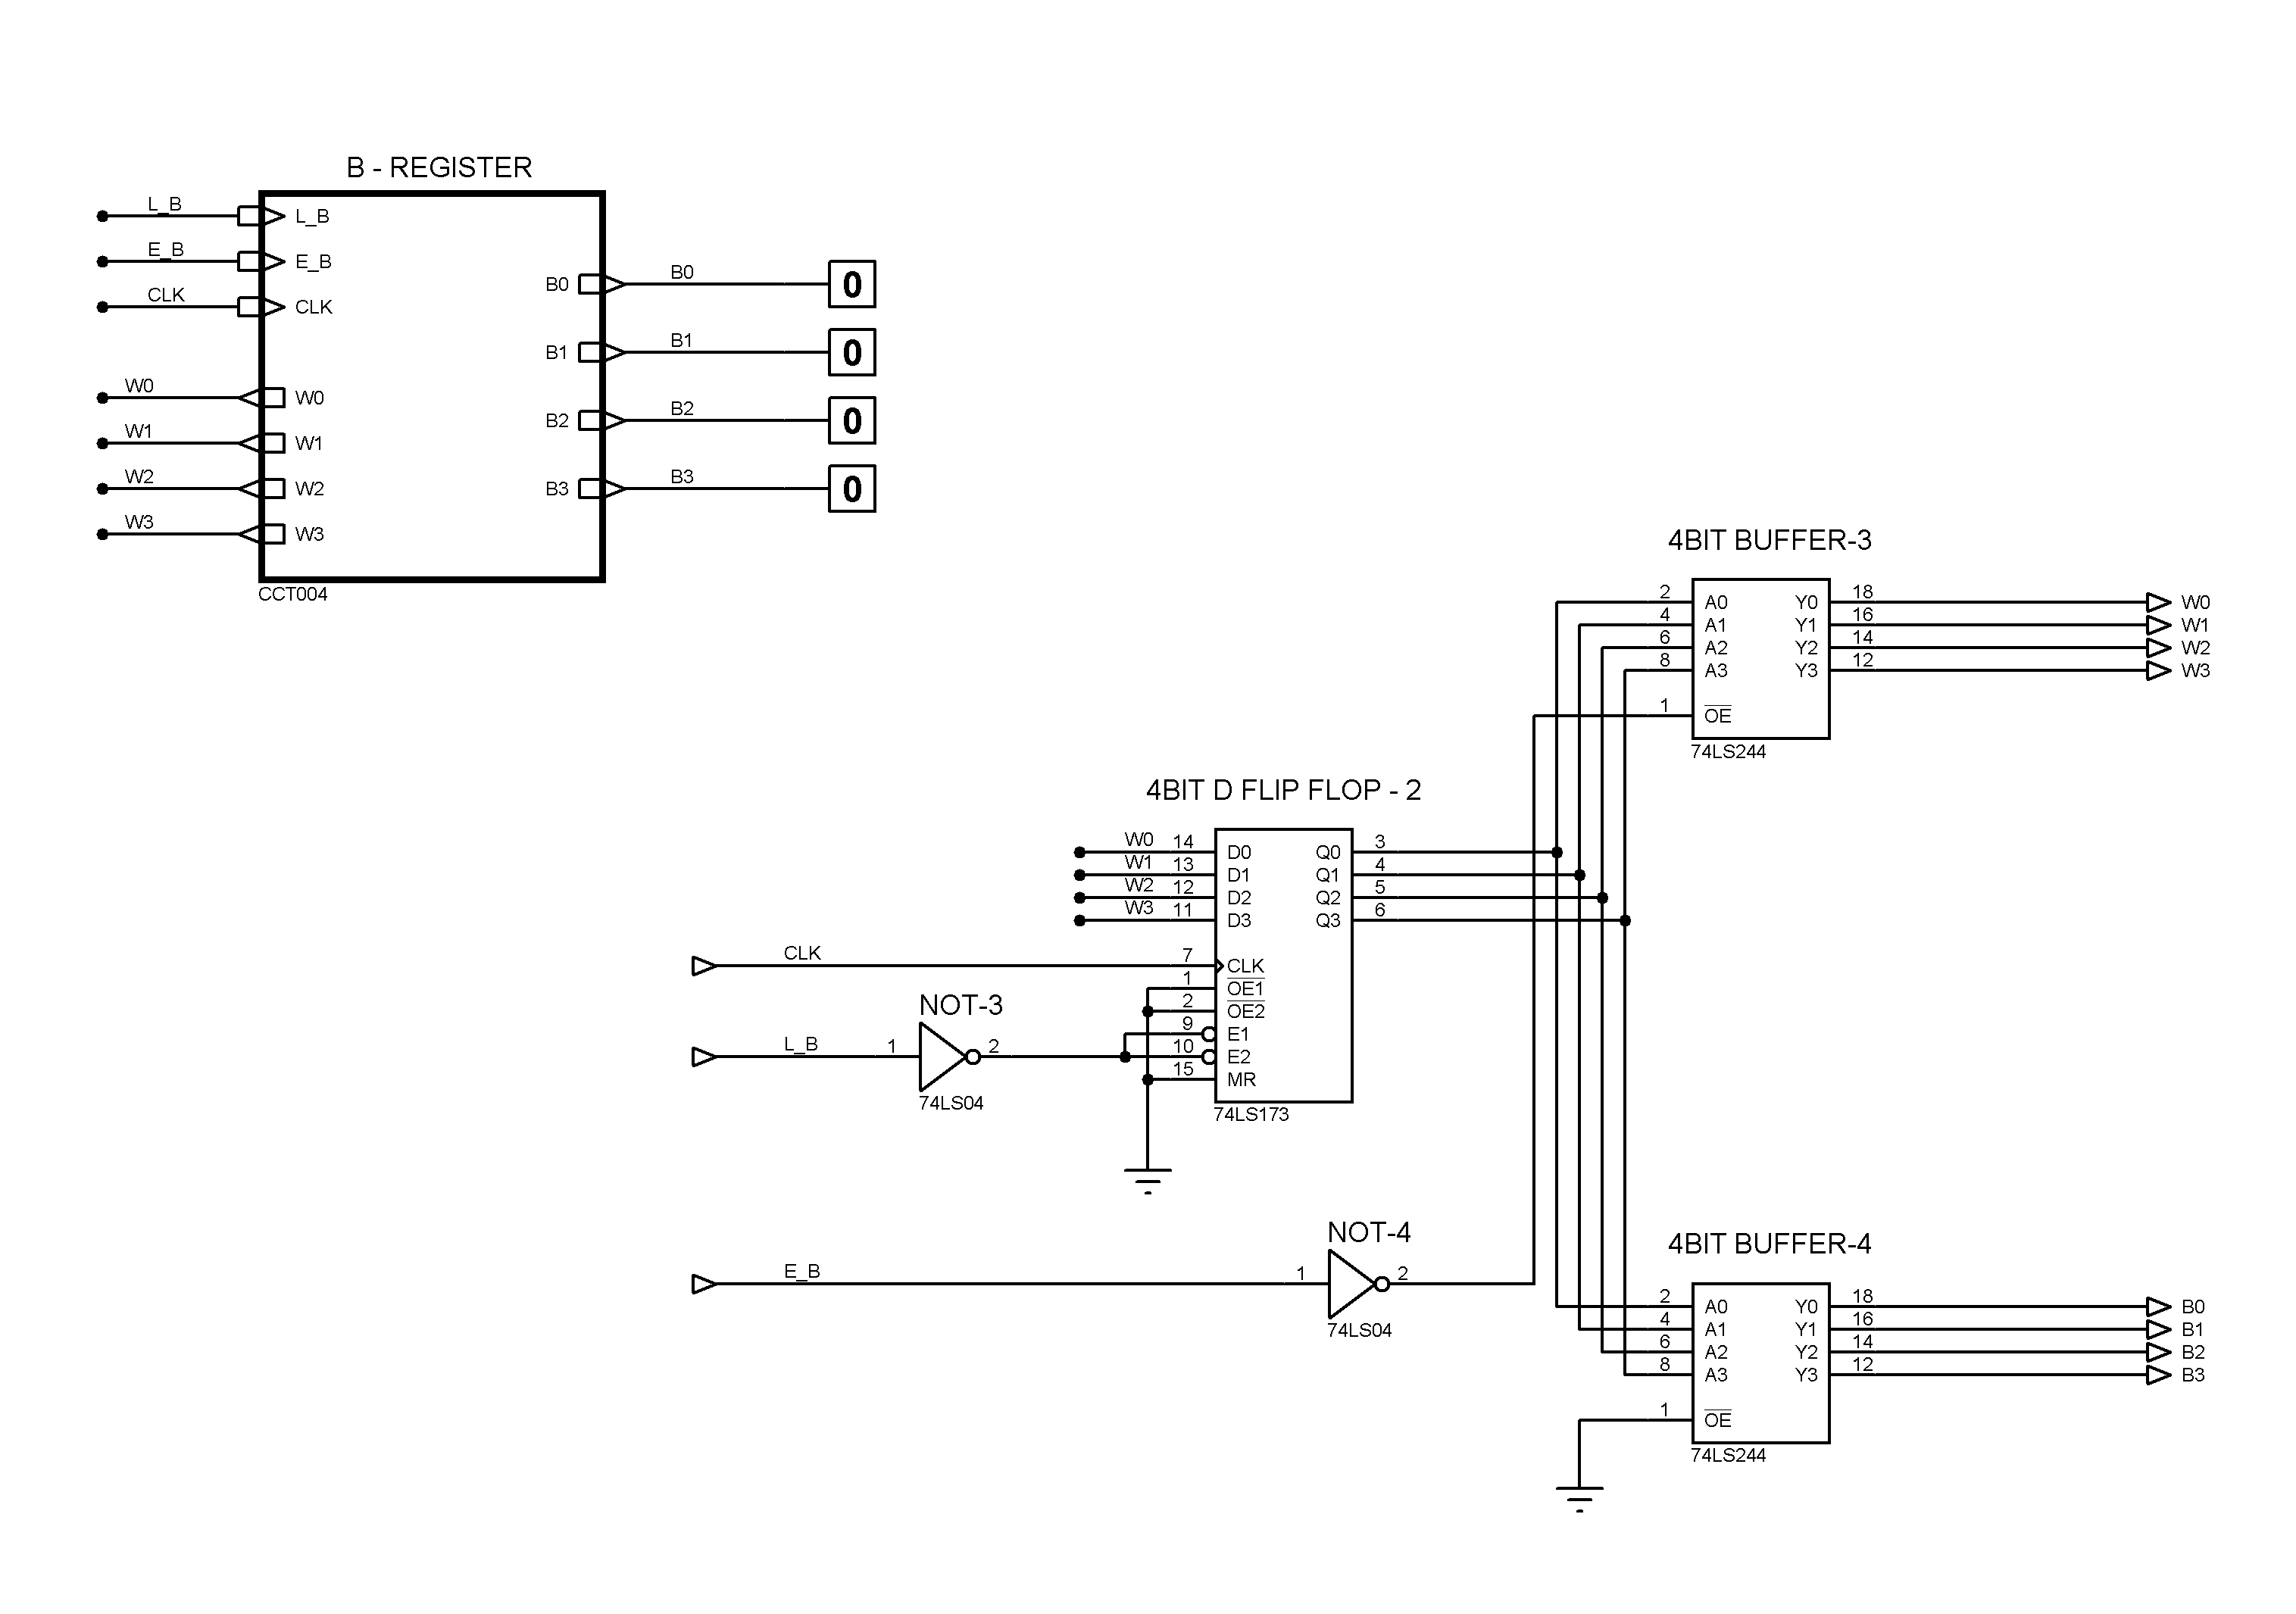 B - REGISTER
L_B
L_B
E_B
E_B
CLK
CLK
W0
W0
W1
W1
W2
W2
W3
W3
B0
B0
0
B1
B1
0
B2
B2
0
B3
B3
0
CCT004
4BIT BUFFER-3
2 A0 Y0 18 W0
4 A1 Y1 16 W1
6 A2 Y2 14 W2
8 A3 Y3 12 W3
1 OE
74LS244
4BIT D FLIP FLOP - 2
W0 14 D0 Q0 3
W1 13 D1 Q1 4
W2 12 D2 Q2 5
W3 11 D3 Q3 6
CLK 7 CLK
1 OE1
2 OE2
9 E1
10 E2
15 MR
74LS173
NOT-3
L_B 1 2
74LS04
NOT-4
E_B 1 2
74LS04
4BIT BUFFER-4
2 A0 Y0 18 B0
4 A1 Y1 16 B1
6 A2 Y2 14 B2
8 A3 Y3 12 B3
1 OE
74LS244